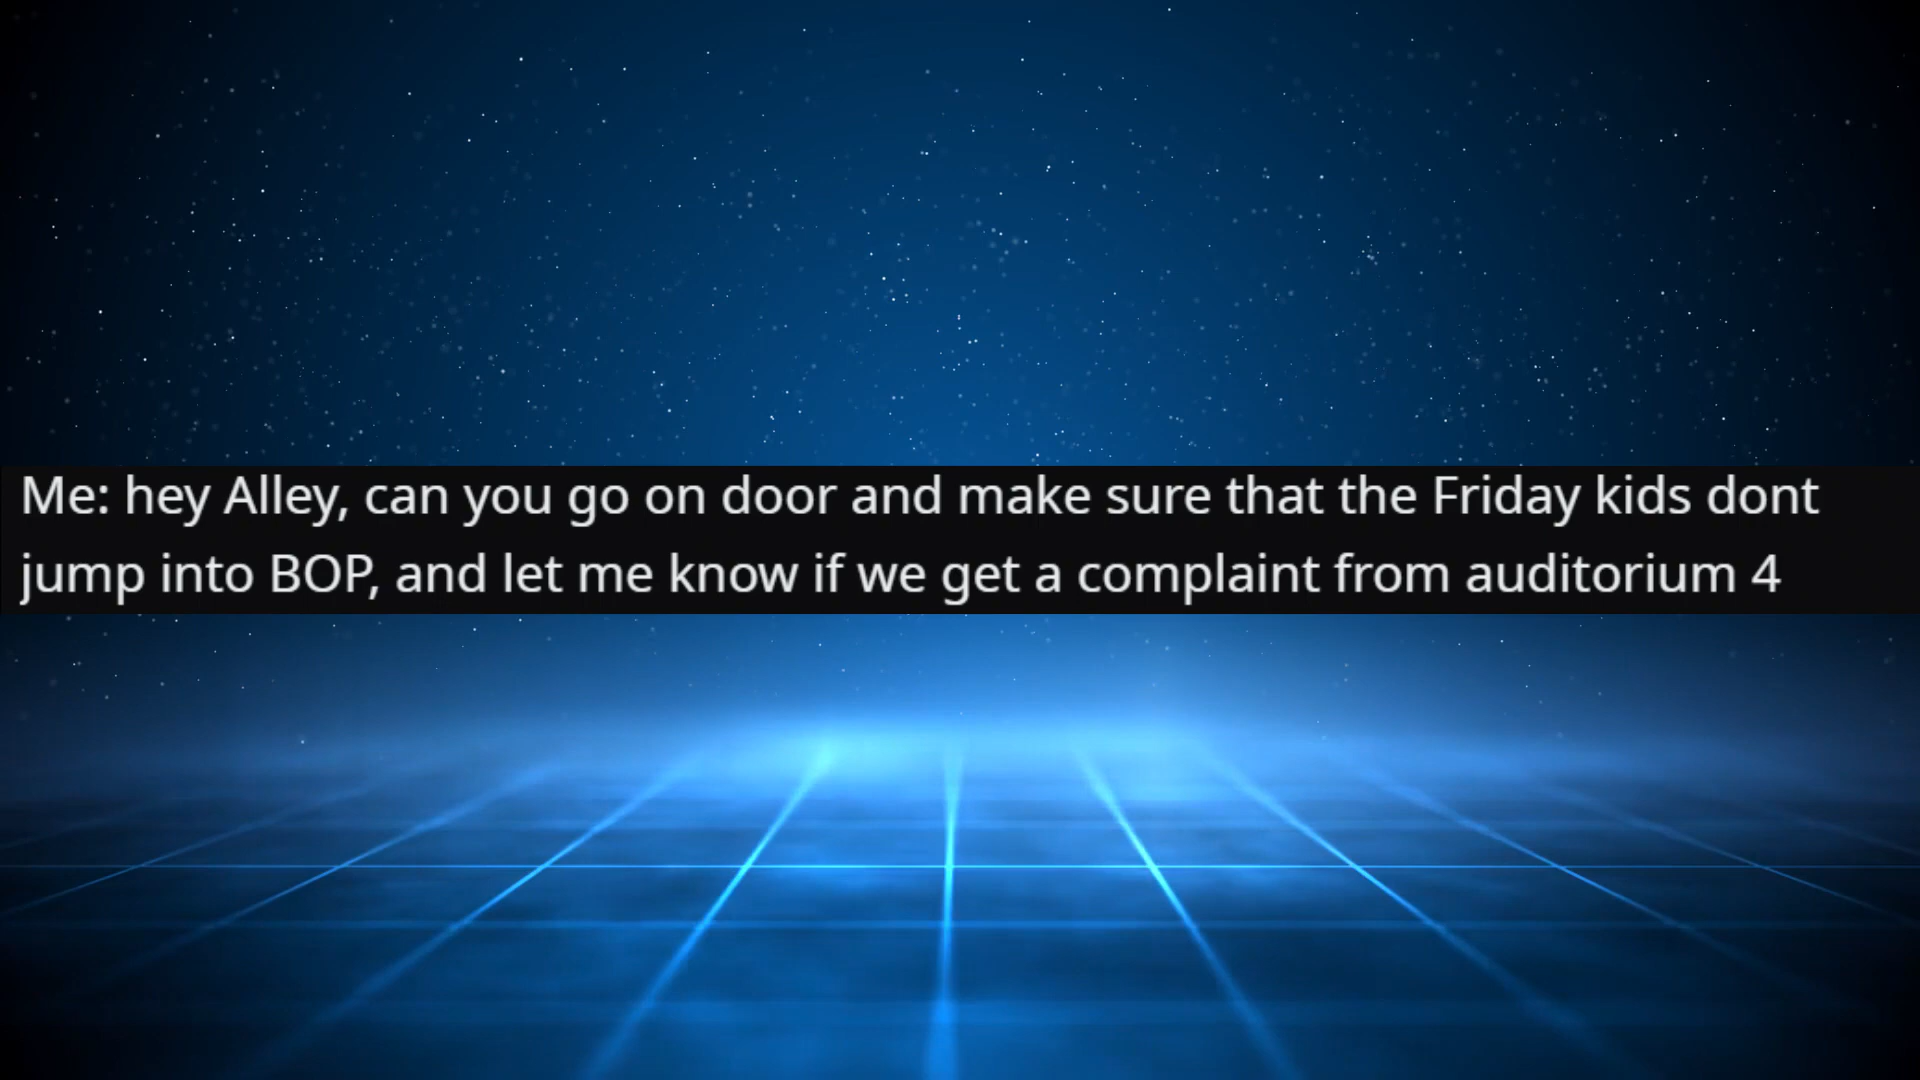 Me: hey Alley, can you go on door and make sure that the Friday kids dont
jump into BOP, and let me know if we get a complaint from auditorium 4